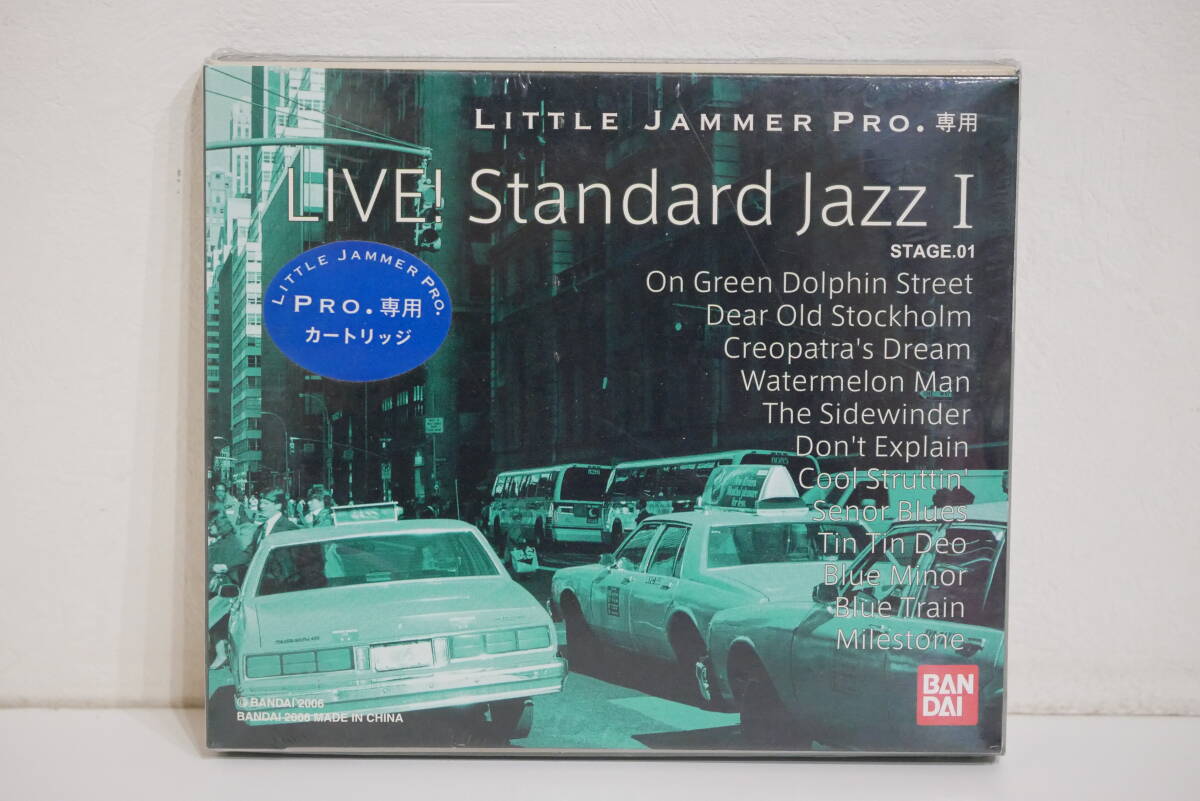 LITTLE JAMMER PRO. 専用
LIVE! Standard Jazz I
STAGE.01
LITTLE JAMMER PRO.
PRO. 専用
カートリッジ
On Green Dolphin Street
Dear Old Stockholm
Creopatra's Dream
Watermelon Man
The Sidewinder
Don't Explain
Cool Struttin'
Senor Blues
Tin Tin Deo
Blue Minor
Blue Train
Milestone
BAN
DAI
© BANDAI 2006
BANDAI 2006 MADE IN CHINA